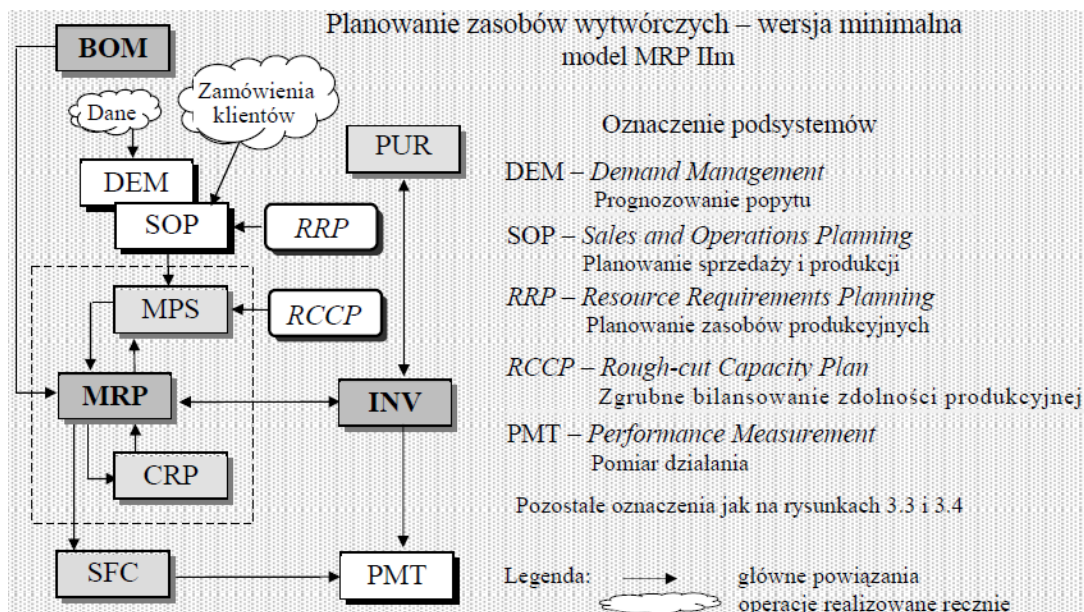 Planowanie zasobów wytwórczych – wersja minimalna
model MRP IIm
BOM
Dane
Zamówienia
klientów
DEM
SOP
RRP
PUR
MPS
RCCP
MRP
INV
CRP
SFC
PMT
Oznaczenie podsystemów
DEM – Demand Management
Prognozowanie popytu
SOP – Sales and Operations Planning
Planowanie sprzedaży i produkcji
RRP – Resource Requirements Planning
Planowanie zasobów produkcyjnych
RCCP – Rough-cut Capacity Plan
Zgrubne bilansowanie zdolności produkcyjnej
PMT – Performance Measurement
Pomiar działania
Pozostałe oznaczenia jak na rysunkach 3.3 i 3.4
Legenda:
główne powiązania
operacje realizowane ręcznie